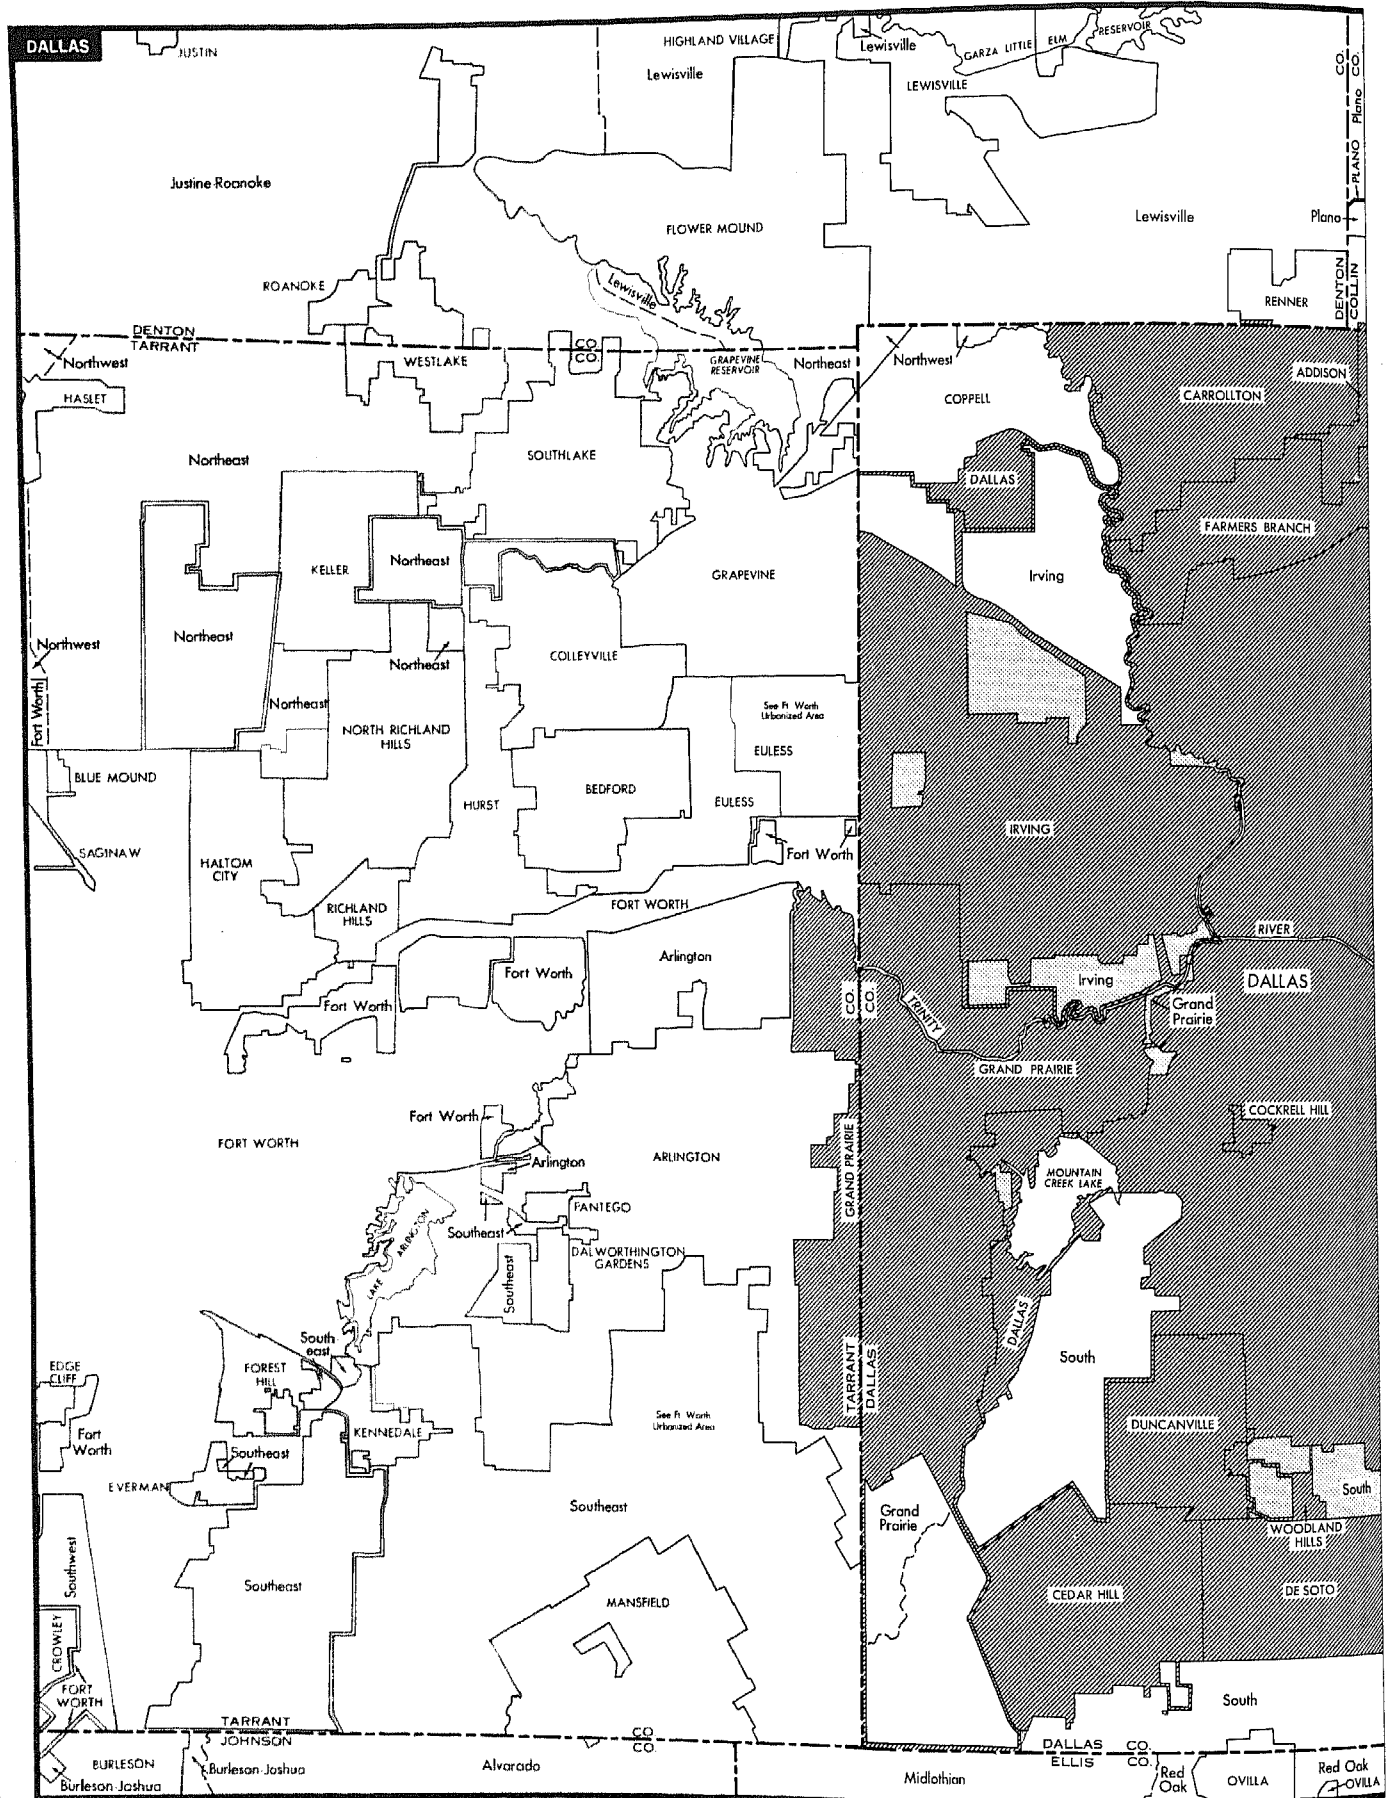 DALLAS
JUSTIN
HIGHLAND VILLAGE
Lewisville
Lewisville
GARZA LITTLE ELM RESERVOIR
LEWISVILLE
CO.
CO.
PLANO
Plano
Justine-Roanoke
FLOWER MOUND
Lewisville
Plano
ROANOKE
Lewisville
RENNER
DENTON
COLLIN
DENTON
TARRANT
CO.
CO.
Northwest
WESTLAKE
GRAPEVINE
RESERVOIR
Northeast
Northwest
ADDISON
HASLET
COPPELL
CARROLLTON
Northeast
SOUTHLAKE
DALLAS
FARMERS BRANCH
KELLER
Northeast
GRAPEVINE
Irving
Northeast
Northwest
Northeast
COLLEYVILLE
Fort Worth
Northeast
NORTH RICHLAND
HILLS
See Ft Worth
Urbanized Area
EULESS
BLUE MOUND
HURST
BEDFORD
EULESS
IRVING
SAGINAW
HALTOM
CITY
Fort Worth
RICHLAND
HILLS
FORT WORTH
RIVER
Arlington
Fort Worth
Irving
DALLAS
Fort Worth
CO.
CO.
TRINITY
Grand
Prairie
GRAND PRAIRIE
Fort Worth
COCKRELL HILL
FORT WORTH
Arlington
ARLINGTON
GRAND PRAIRIE
MOUNTAIN
CREEK LAKE
PANTEGO
LAKE ARLINGTON
Southeast
DALWORTHINGTON
GARDENS
Southeast
DALLAS
South
east
South
EDGE
CLIFF
FOREST
HILL
TARRANT
DALLAS
Fort
Worth
KENNEDALE
See Ft Worth
Urbanized Area
DUNCANVILLE
Southeast
EVERMAN
Southeast
Grand
Prairie
South
WOODLAND
HILLS
Southwest
Southeast
MANSFIELD
CEDAR HILL
DE SOTO
CROWLEY
FORT
WORTH
South
TARRANT
JOHNSON
CO.
CO.
DALLAS CO.
ELLIS CO.
BURLESON
Burleson-Joshua
Burleson-Joshua
Alvarado
Midlothian
Red
Oak
OVILLA
Red Oak
OVILLA